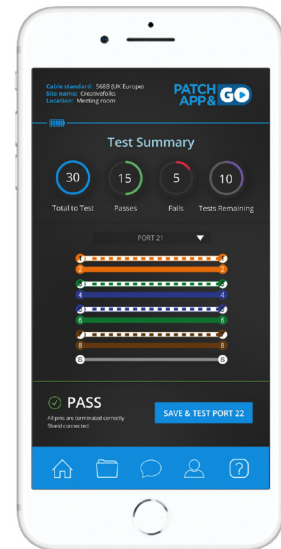 Cable standard: 568B (UK Europe)
Site name: Creativefolks
Location: Meeting room
PATCH
APP & GO
Test Summary
30
15
5
10
Total to Test
Passes
Fails
Tests Remaining
PORT 21
1 1
2 2
3 3
4 4
5 5
6 6
7 7
8 8
S S
PASS
All pins are terminated correctly
Shield connected
SAVE & TEST PORT 22
?